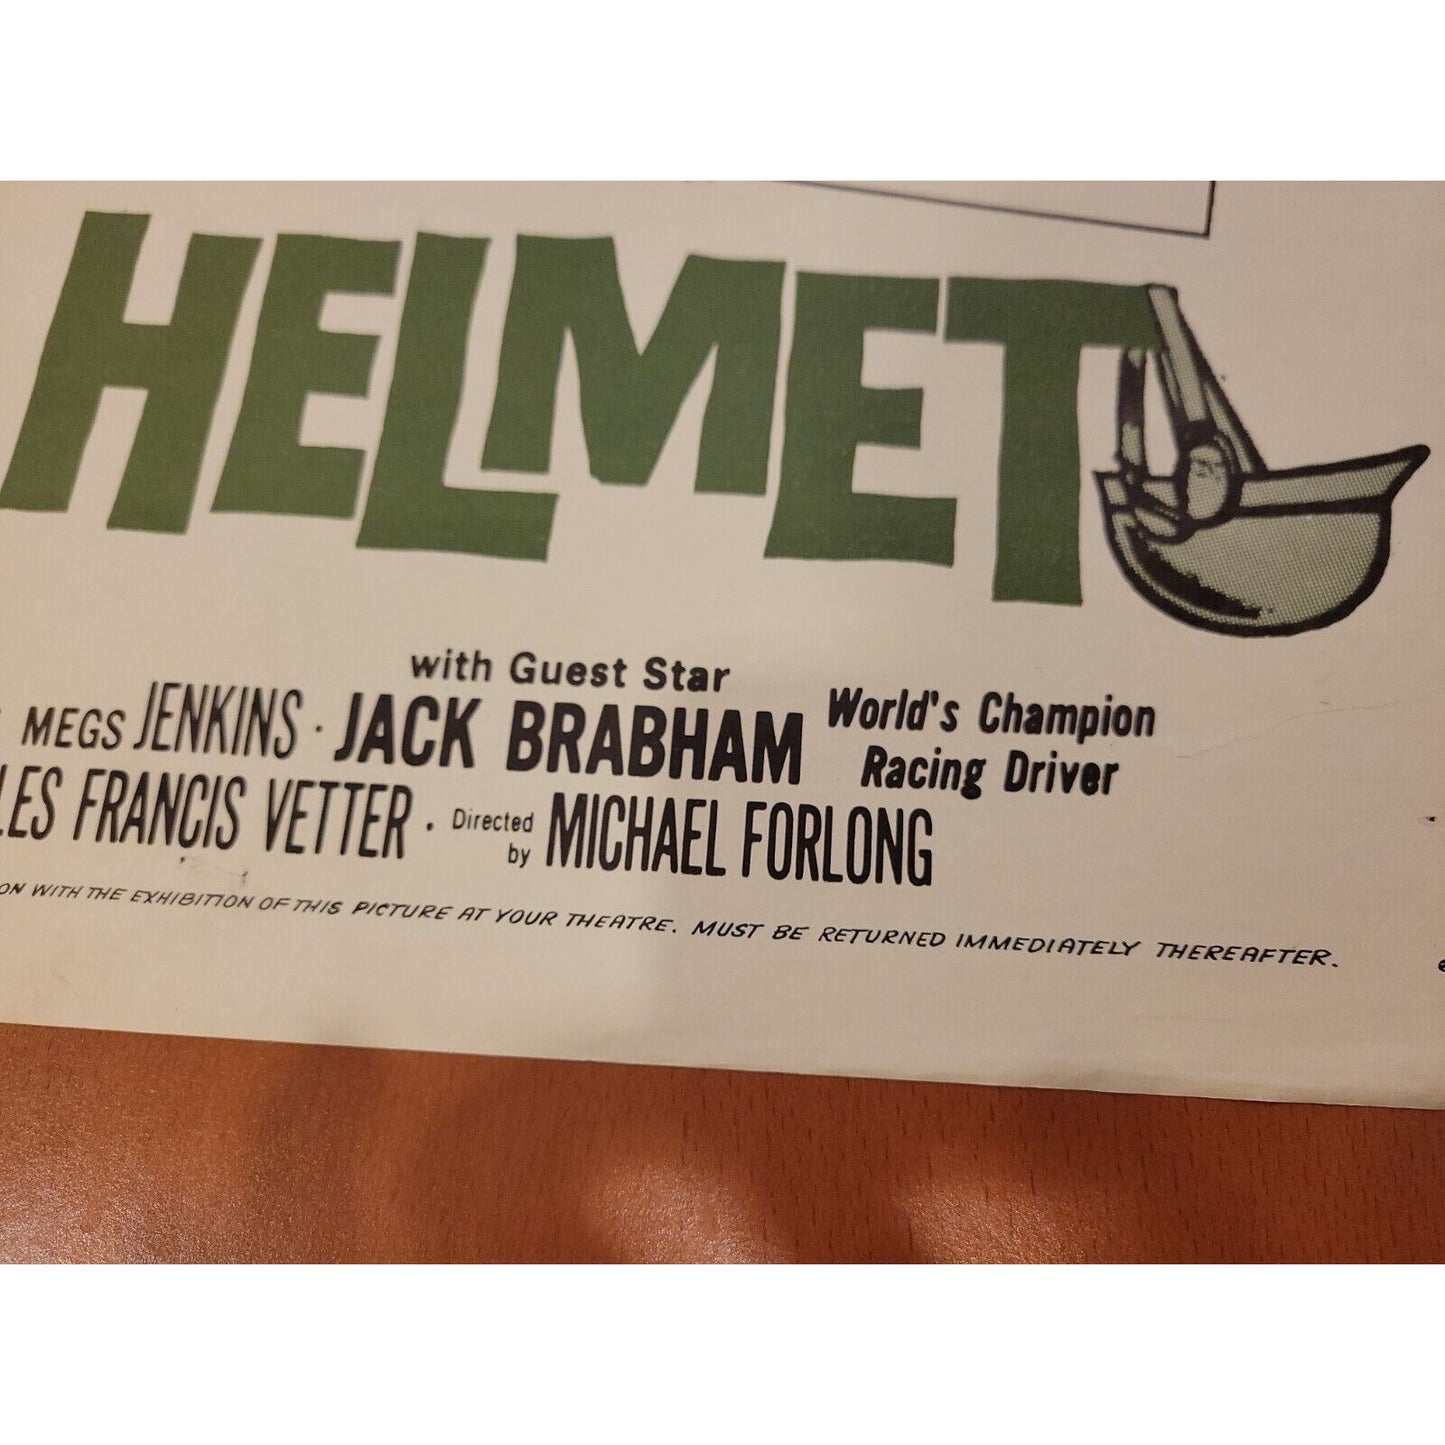 HELMET
with Guest Star
MEGS JENKINS · JACK BRABHAM World's Champion
Racing Driver
LES FRANCIS VETTER · Directed by MICHAEL FORLONG
ON WITH THE EXHIBITION OF THIS PICTURE AT YOUR THEATRE. MUST BE RETURNED IMMEDIATELY THEREAFTER.